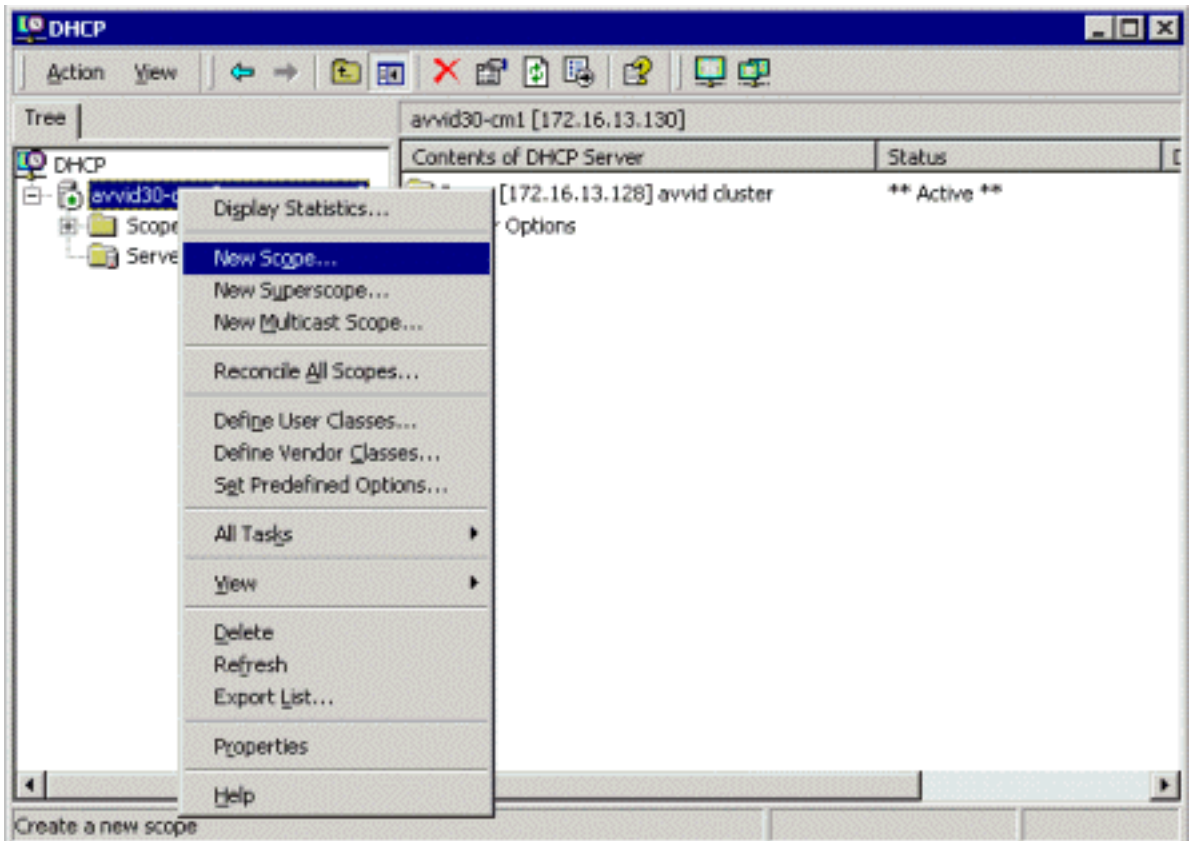 DHCP
Action View
Tree
avvid30-cm1 [172.16.13.130]
DHCP
Contents of DHCP Server Status
avvid30-c
[172.16.13.128] avvid cluster ** Active **
Scope
Options
Serve
Display Statistics...
New Scope...
New Superscope...
New Multicast Scope...
Reconcile All Scopes...
Define User Classes...
Define Vendor Classes...
Set Predefined Options...
All Tasks
View
Delete
Refresh
Export List...
Properties
Help
Create a new scope